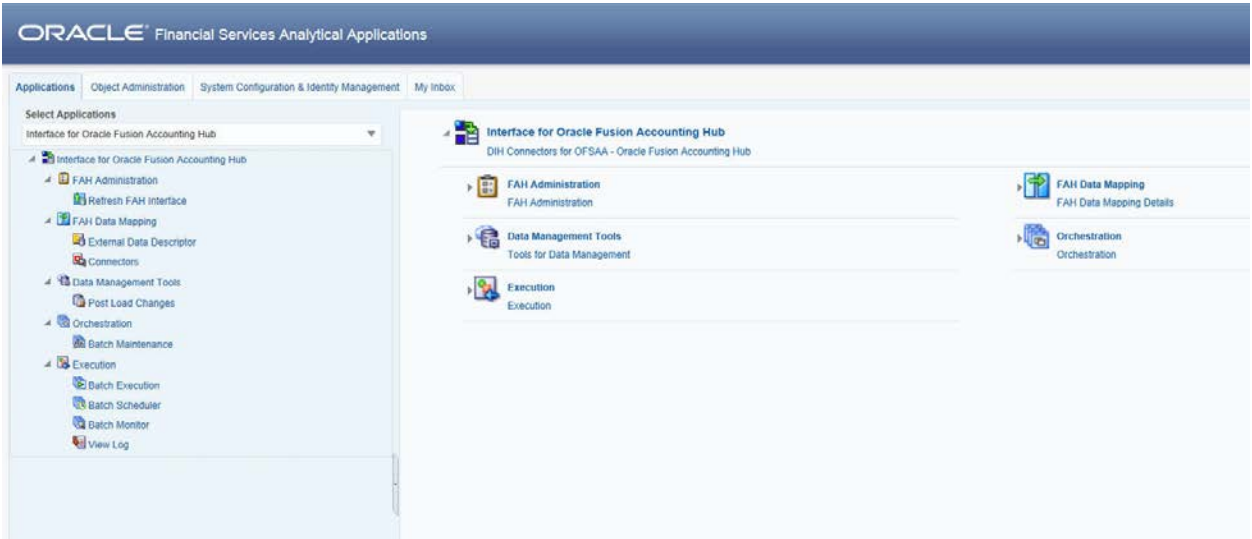 ORACLE® Financial Services Analytical Applications
Applications Object Administration System Configuration & Identity Management My Inbox
Select Applications
Interface for Oracle Fusion Accounting Hub
Interface for Oracle Fusion Accounting Hub
FAH Administration
Refresh FAH Interface
FAH Data Mapping
External Data Descriptor
Connectors
Data Management Tools
Post Load Changes
Orchestration
Batch Maintenance
Execution
Batch Execution
Batch Scheduler
Batch Monitor
View Log
Interface for Oracle Fusion Accounting Hub
DIH Connectors for OFSAA - Oracle Fusion Accounting Hub
FAH Administration
FAH Administration
FAH Data Mapping
FAH Data Mapping Details
Data Management Tools
Tools for Data Management
Orchestration
Orchestration
Execution
Execution